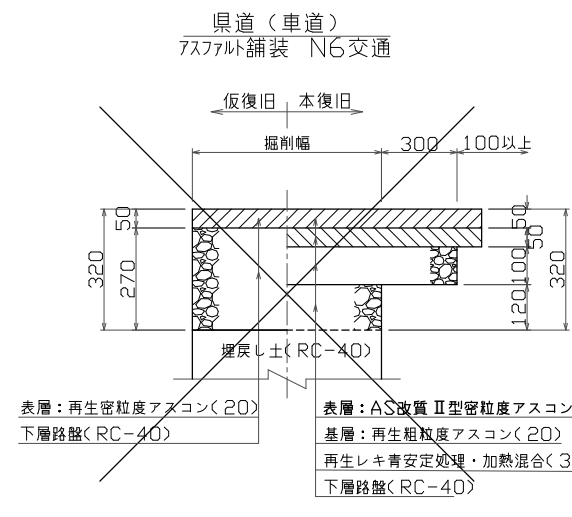 県道（車道）
アスファルト舗装 N6交通
仮復旧 本復旧
掘削幅 300 100以上
50
270
320
50
50
100
120
320
埋戻し土(RC-40)
表層：再生密粒度アスコン(20)
下層路盤(RC-40)
表層：AS改質Ⅱ型密粒度アスコン
基層：再生粗粒度アスコン(20)
再生レキ青安定処理・加熱混合(3
下層路盤(RC-40)